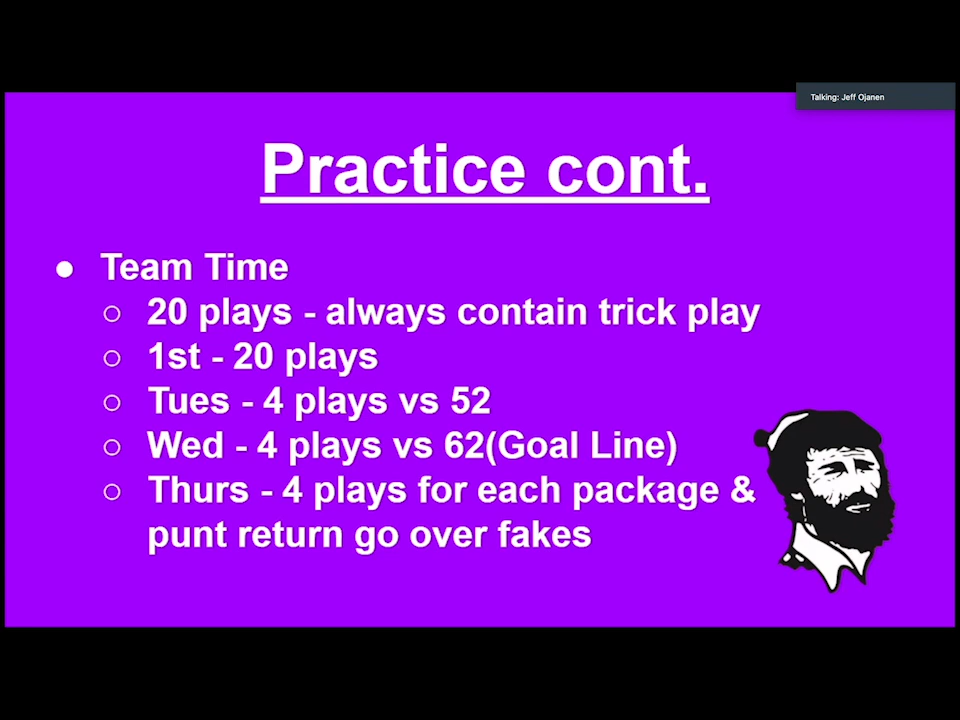 Talking: Jeff Ojanen
Practice cont.
● Team Time
○ 20 plays - always contain trick play
○ 1st - 20 plays
○ Tues - 4 plays vs 52
○ Wed - 4 plays vs 62(Goal Line)
○ Thurs - 4 plays for each package &
punt return go over fakes